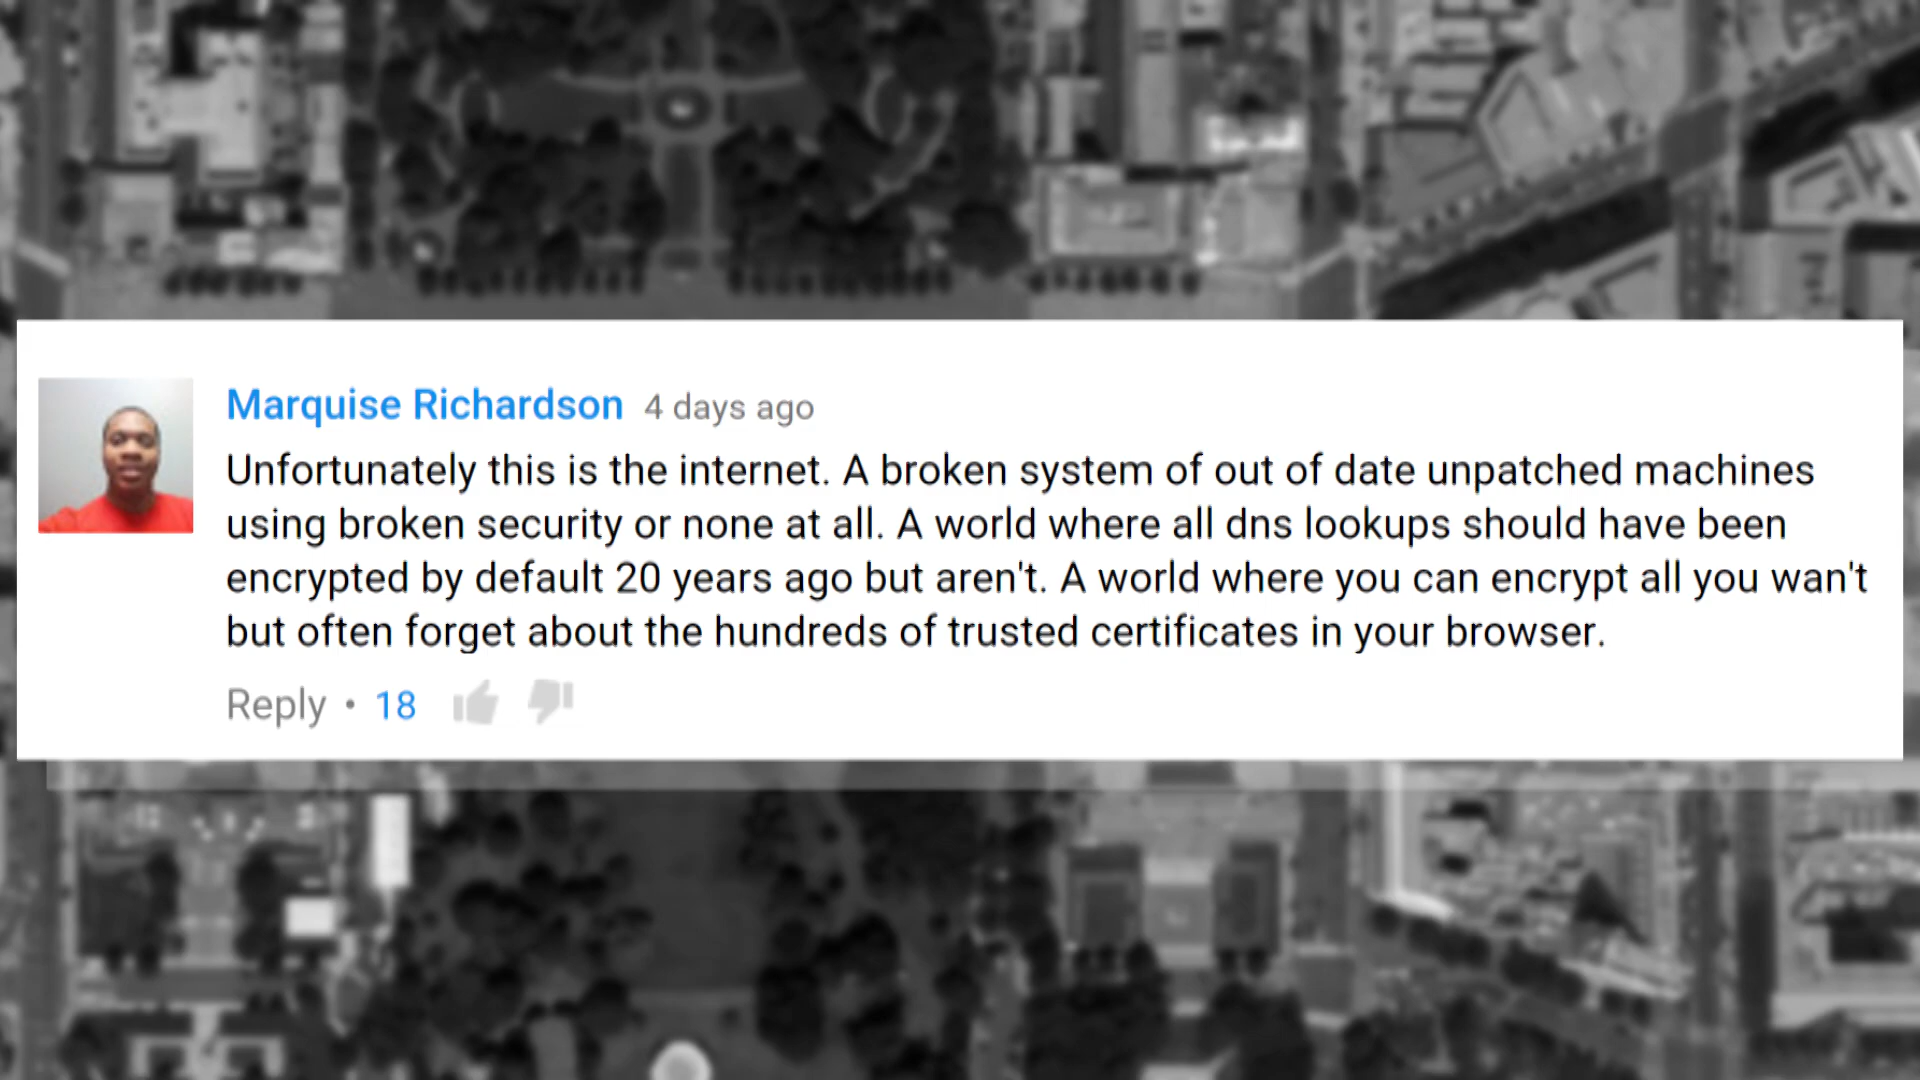 Marquise Richardson 4 days ago
Unfortunately this is the internet. A broken system of out of date unpatched machines
using broken security or none at all. A world where all dns lookups should have been
encrypted by default 20 years ago but aren't. A world where you can encrypt all you wan't
but often forget about the hundreds of trusted certificates in your browser.
Reply • 18